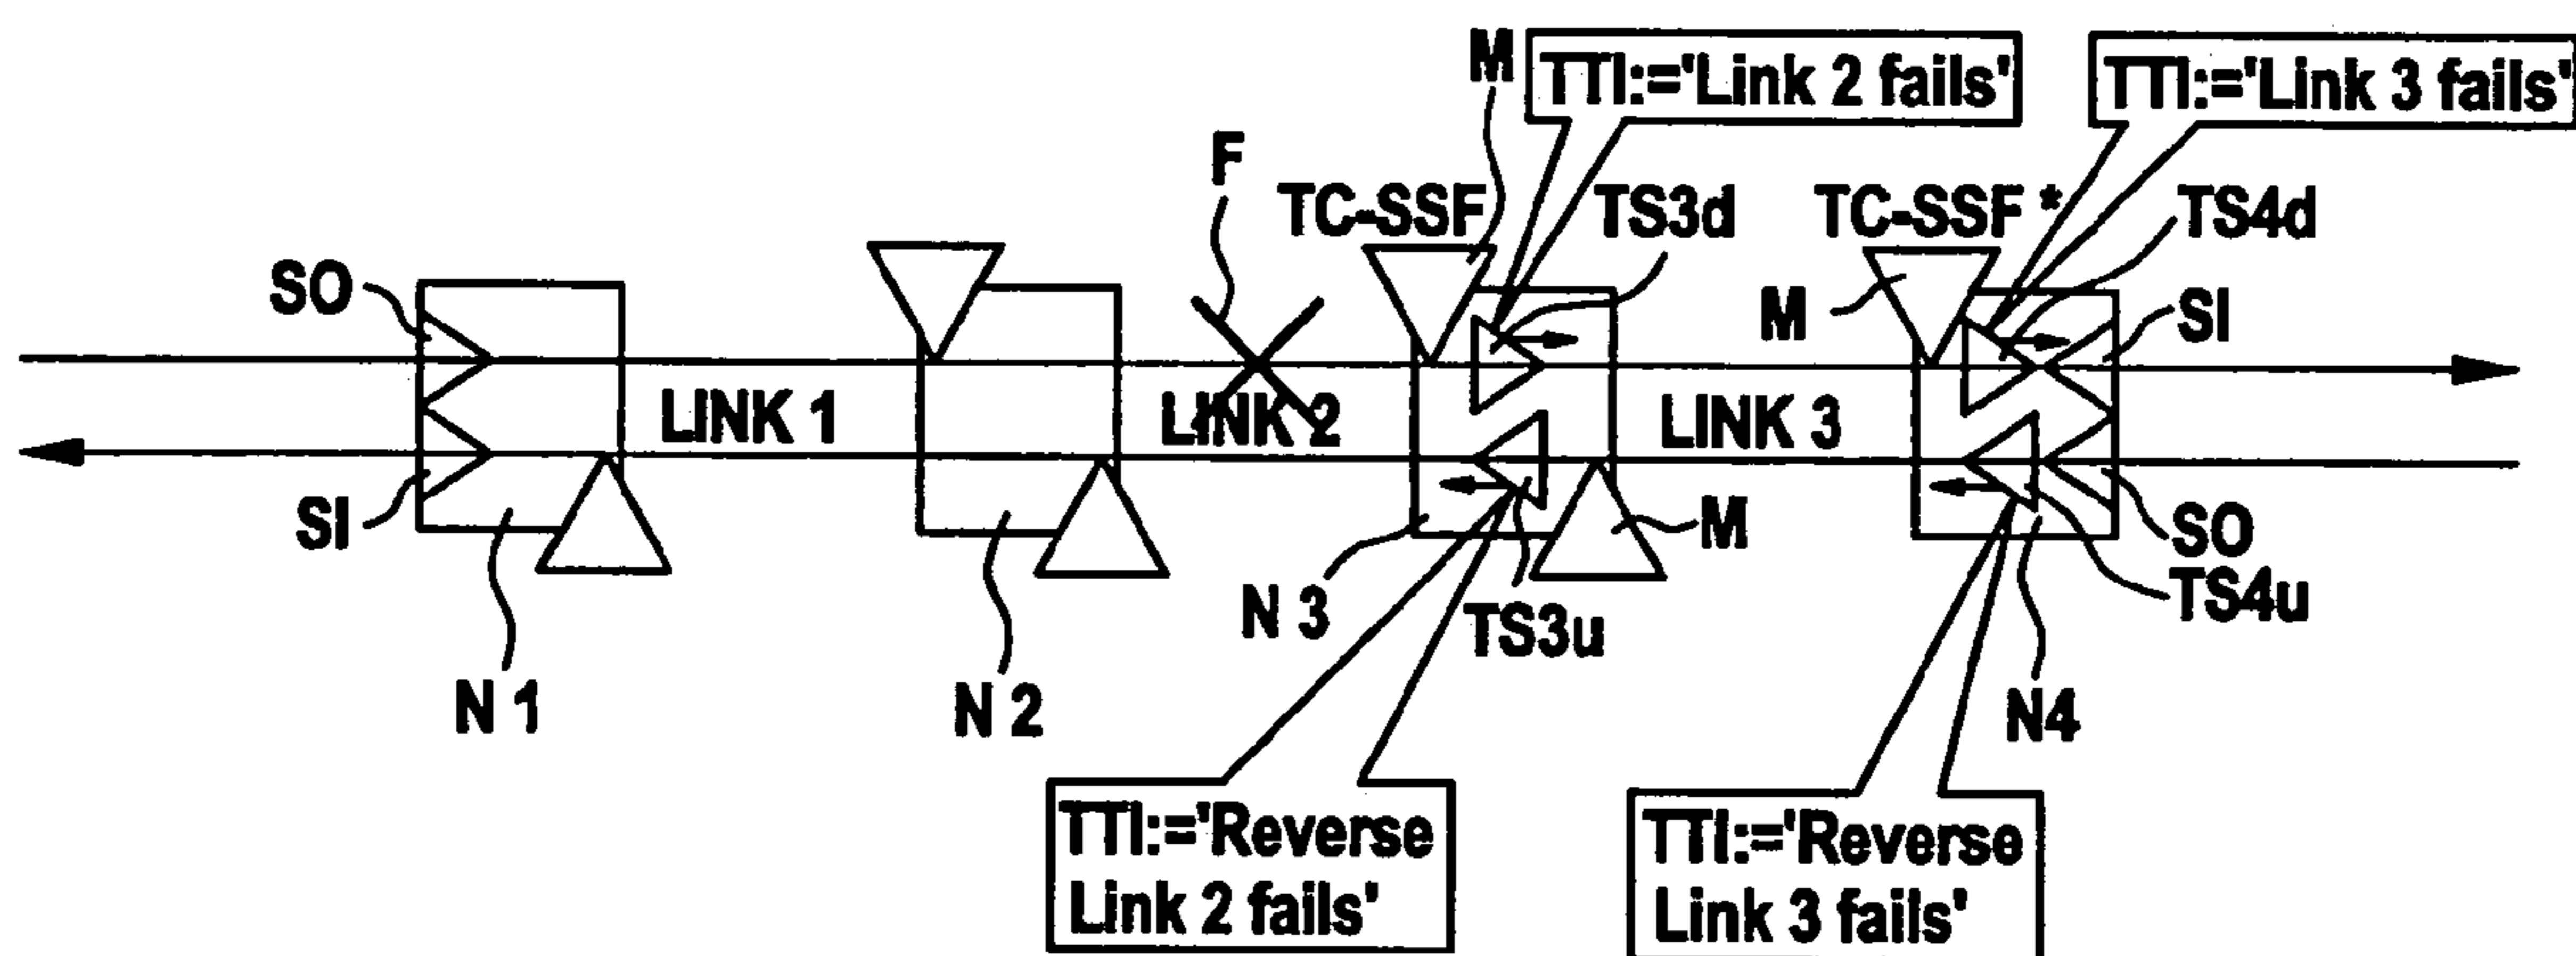 M
TTI:='Link 2 fails'
TTI:='Link 3 fails'
F
TC-SSF
TS3d
TC-SSF *
TS4d
SO
M
SI
LINK 1
LINK 2
LINK 3
SI
M
SO
N 3
TS3u
TS4u
N 1
N 2
N4
TTI:='Reverse
Link 2 fails'
TTI:='Reverse
Link 3 fails'